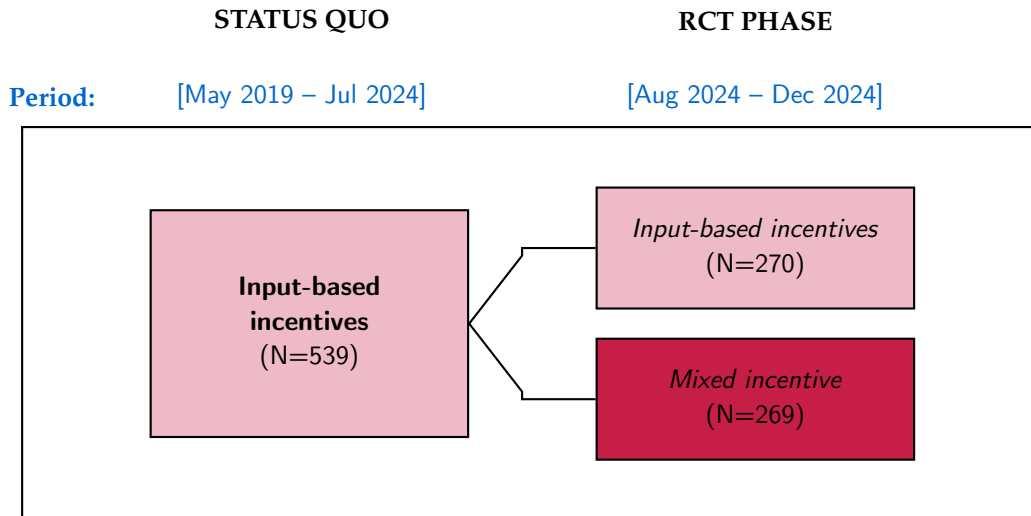 STATUS QUO
RCT PHASE
Period:
[May 2019 – Jul 2024]
[Aug 2024 – Dec 2024]
Input-based
incentives
(N=539)
Input-based incentives
(N=270)
Mixed incentive
(N=269)